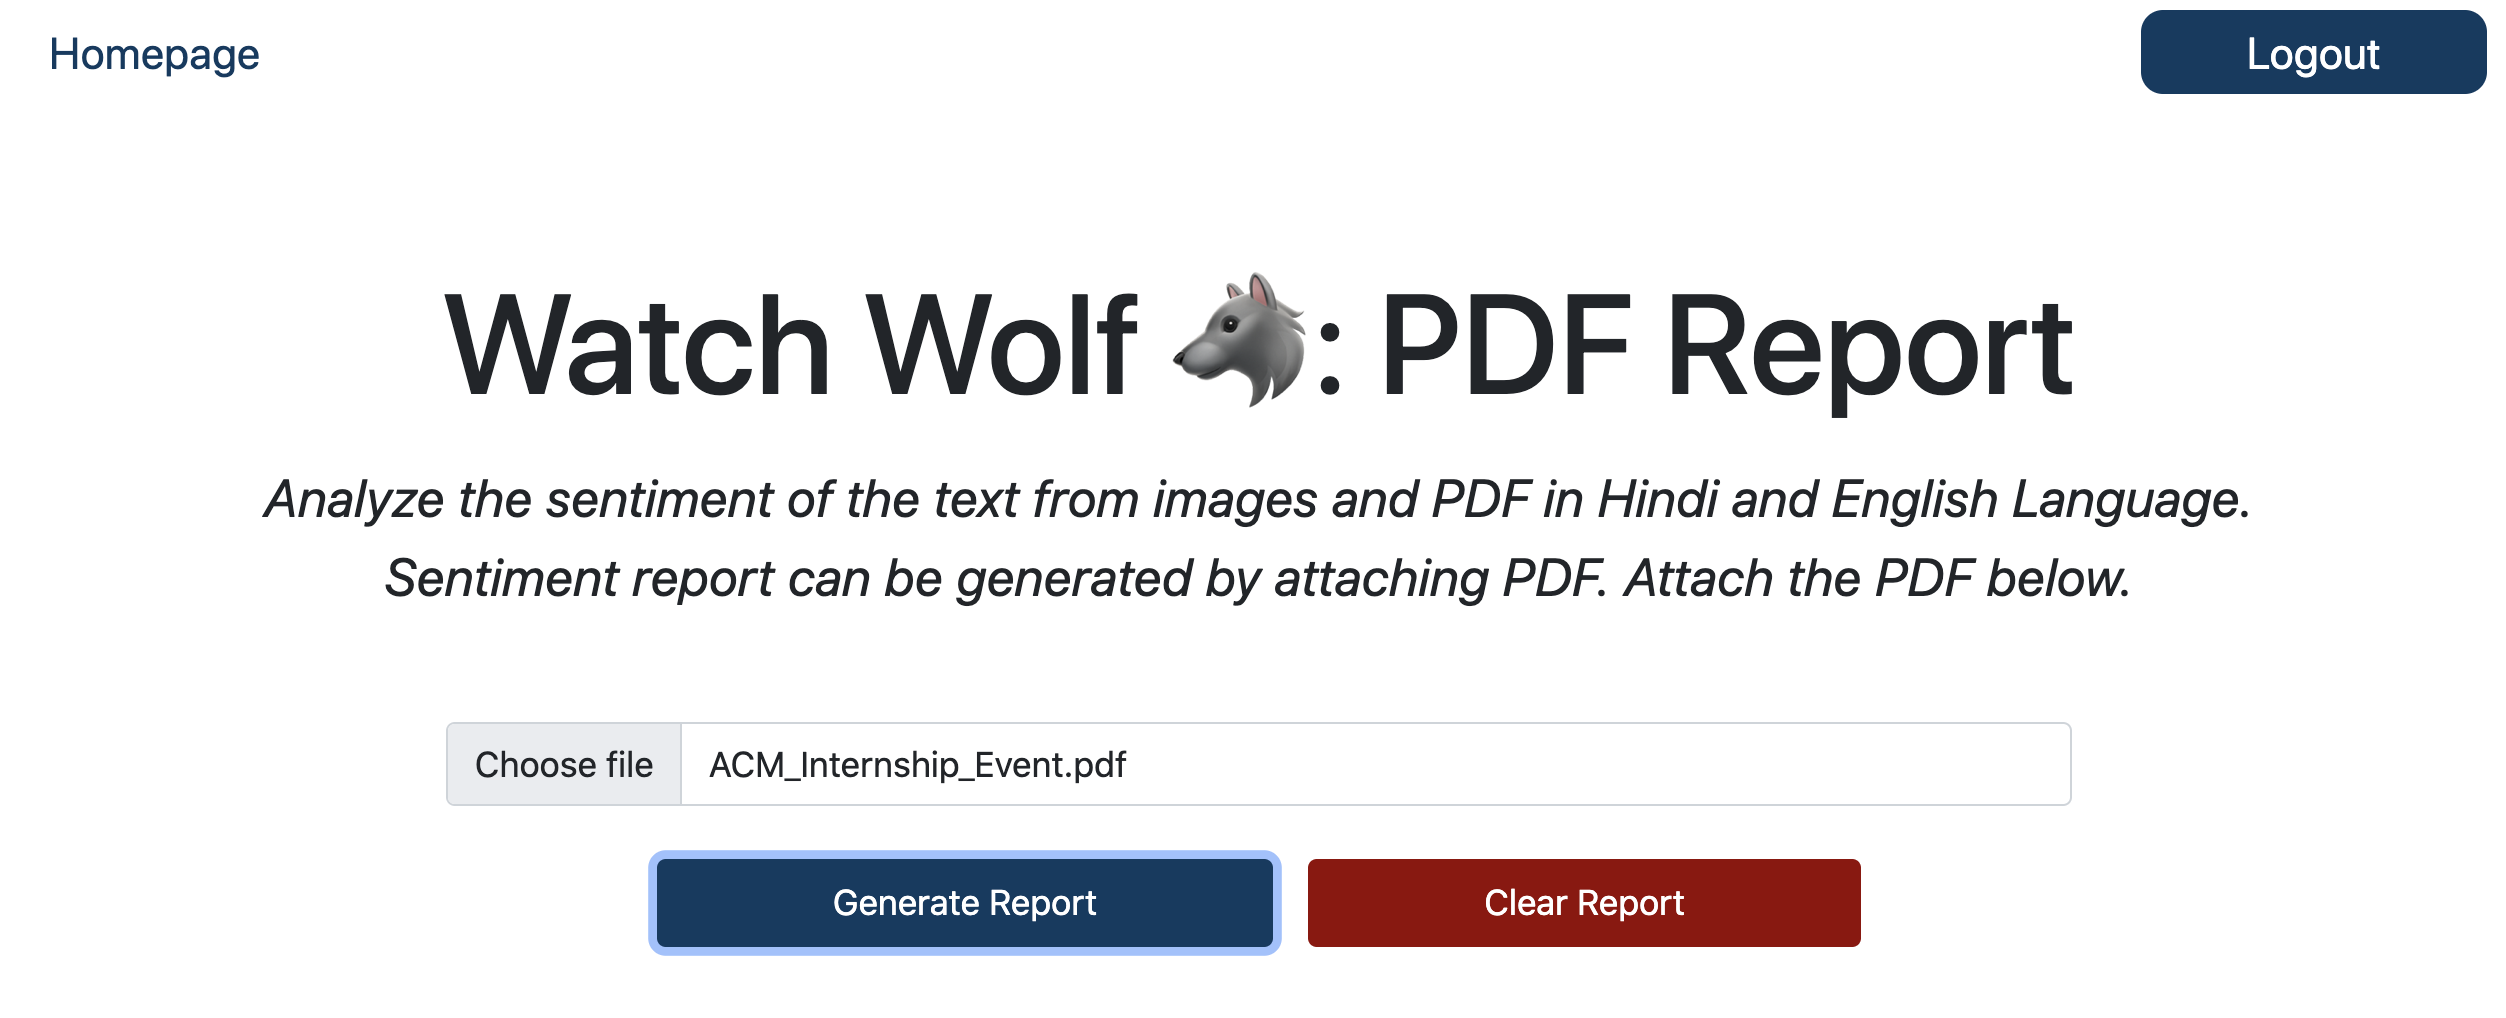 Homepage
Logout
Watch Wolf 🐺: PDF Report
Analyze the sentiment of the text from images and PDF in Hindi and English Language.
Sentiment report can be generated by attaching PDF. Attach the PDF below.
Choose file ACM_Internship_Event.pdf
Generate Report
Clear Report